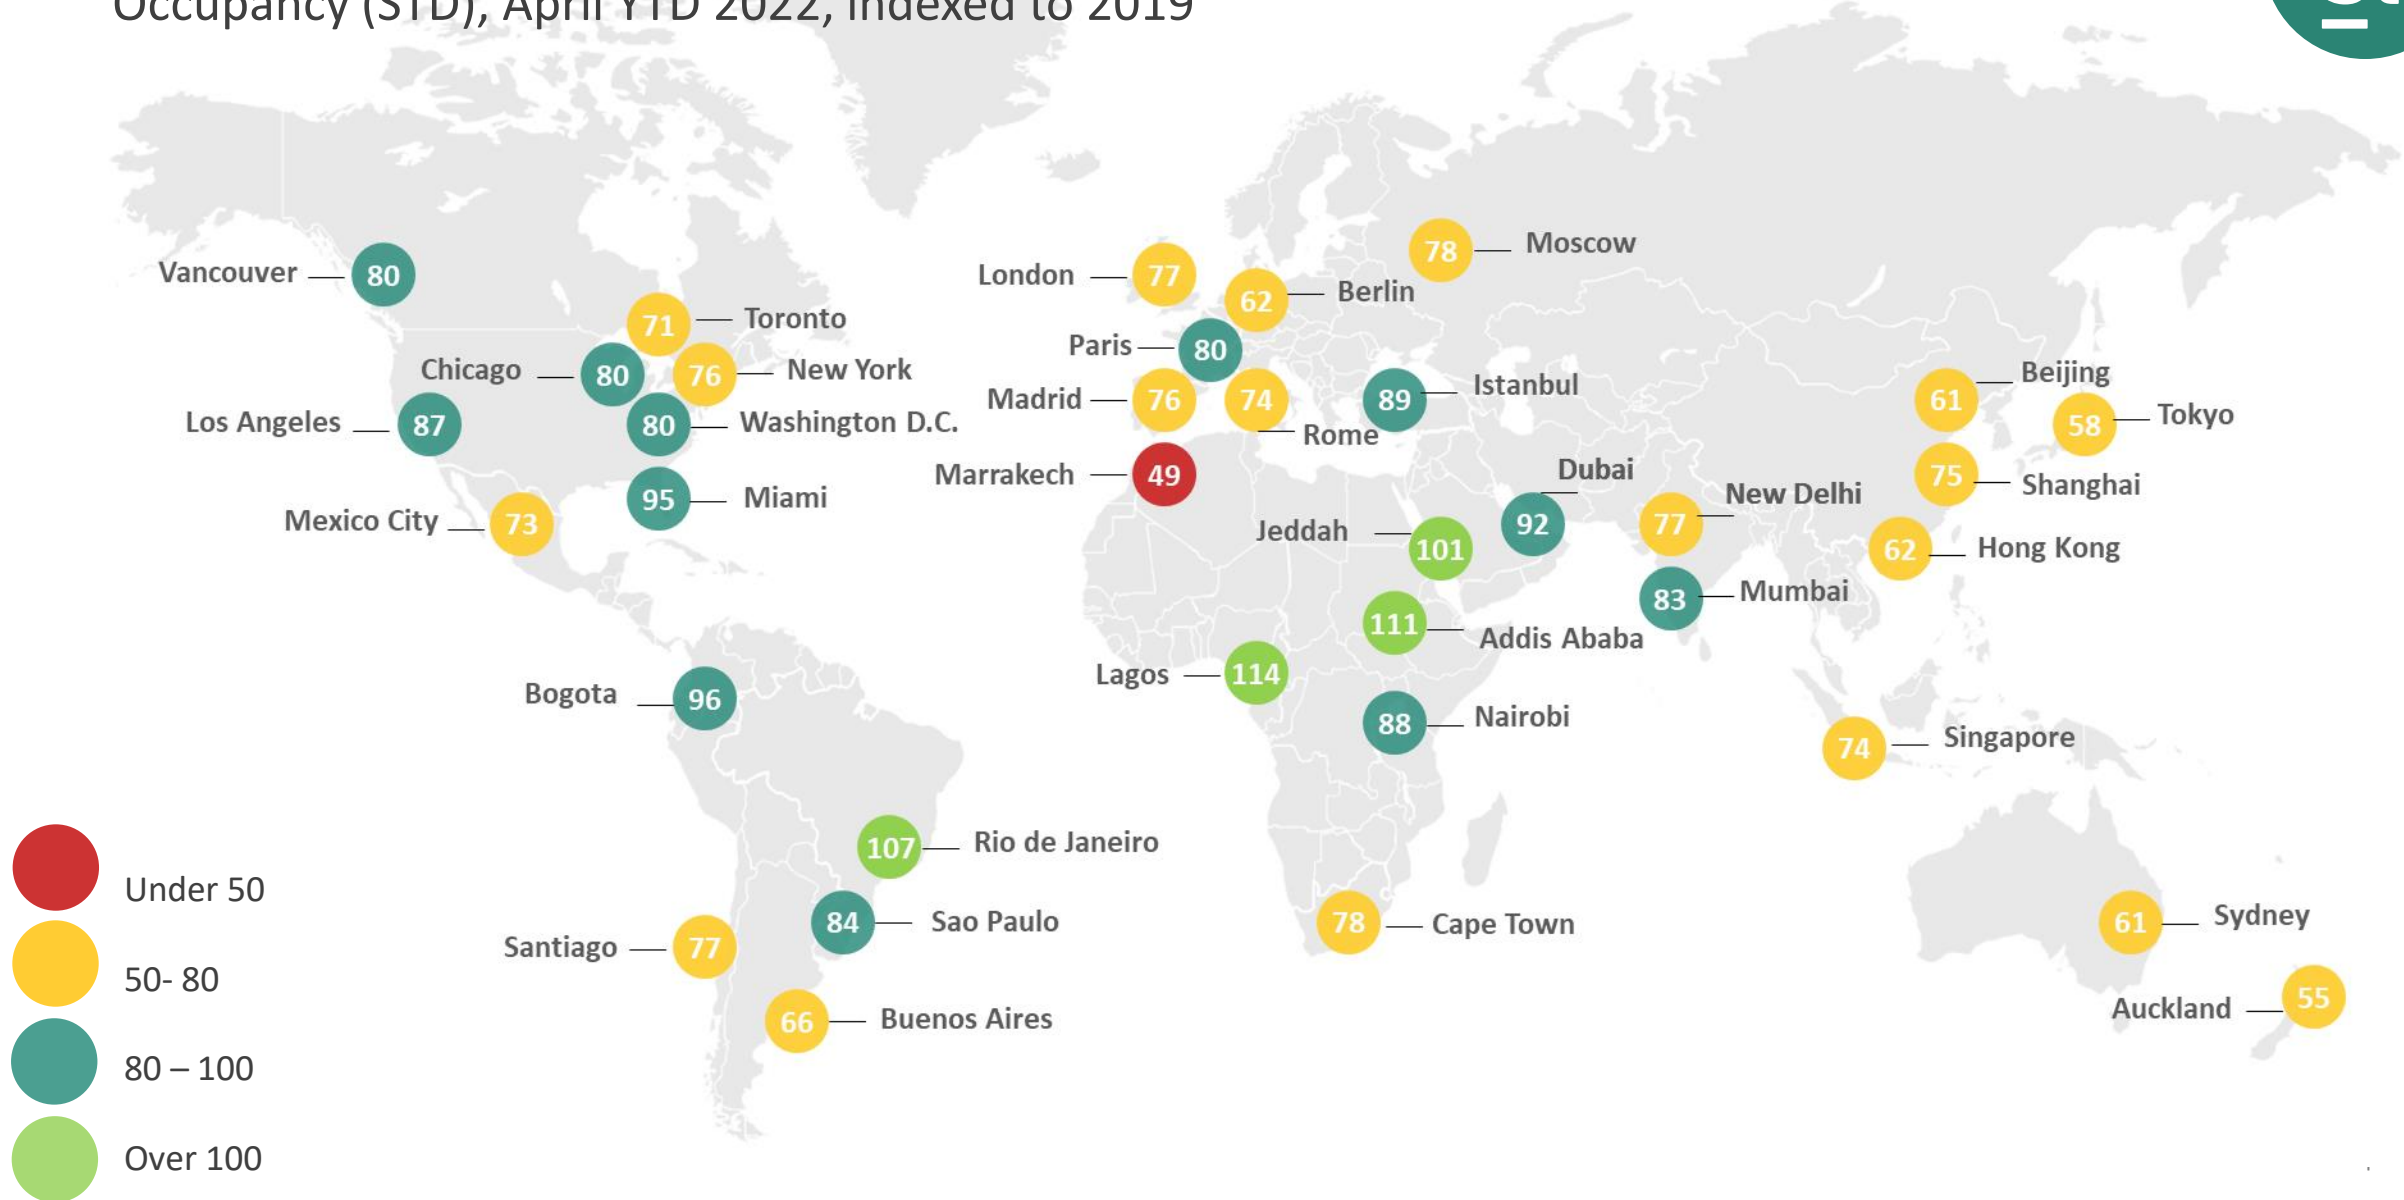 Occupancy (STD), April YTD 2022, Indexed to 2019
Moscow
78
Vancouver
80
London
77
62
Berlin
71
Toronto
Paris
80
Chicago
80
76
New York
Beijing
61
Madrid
76
74
89
Istanbul
Los Angeles
87
80
Washington D.C.
Rome
58
Tokyo
Marrakech
49
Dubai
75
Shanghai
95
Miami
New Delhi
Mexico City
73
92
77
Jeddah
101
62
Hong Kong
83
Mumbai
111
Addis Ababa
Lagos
114
Bogota
96
88
Nairobi
74
Singapore
107
Rio de Janeiro
84
Sao Paulo
78
Cape Town
61
Sydney
Santiago
77
Auckland
55
66
Buenos Aires
Under 50
50- 80
80 – 100
Over 100